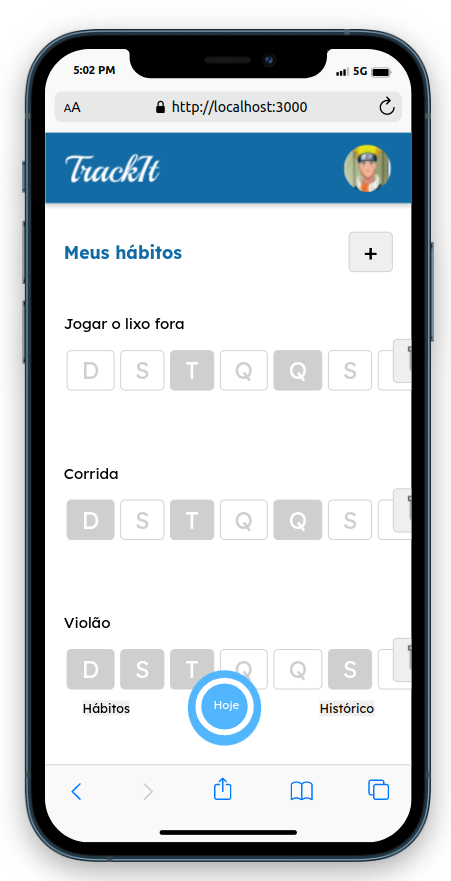 5:02 PM 5G
AA http://localhost:3000
TrackIt
Meus hábitos +
Jogar o lixo fora
D S T Q Q S
Corrida
D S T Q Q S
Violão
D S T Q Q S
Hábitos Hoje Histórico